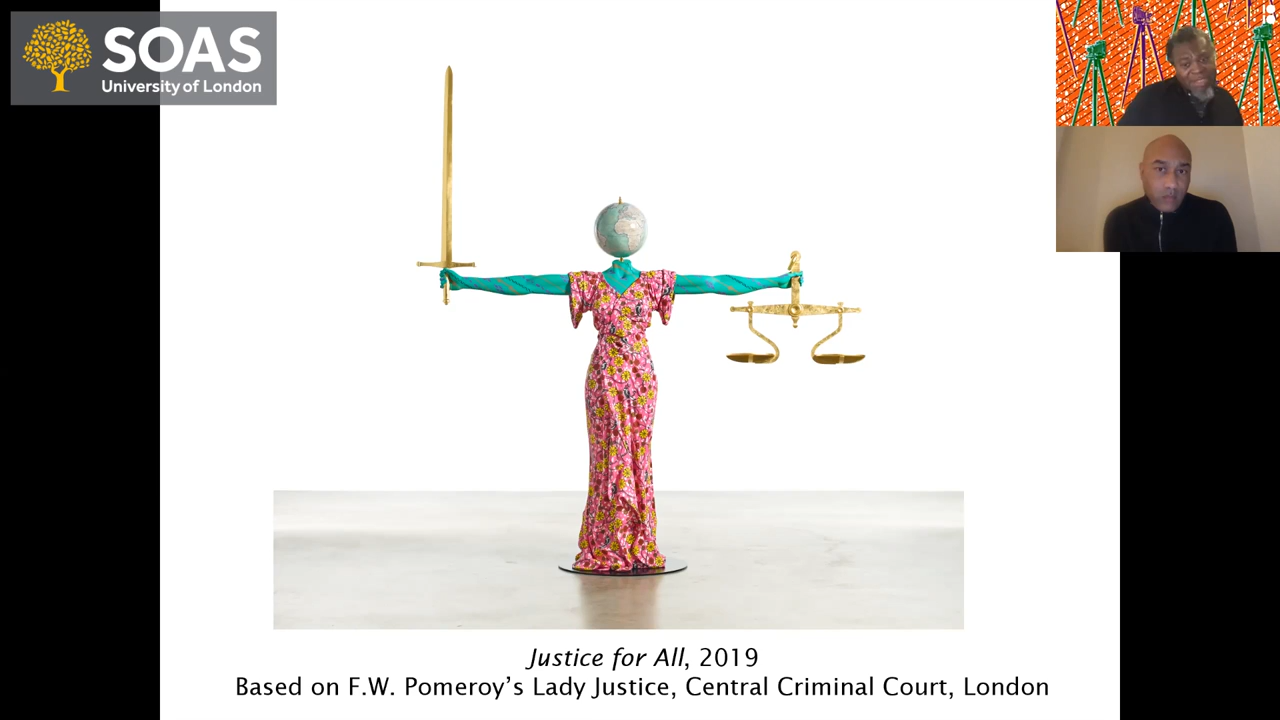 SOAS
University of London
Justice for All, 2019
Based on F.W. Pomeroy's Lady Justice, Central Criminal Court, London